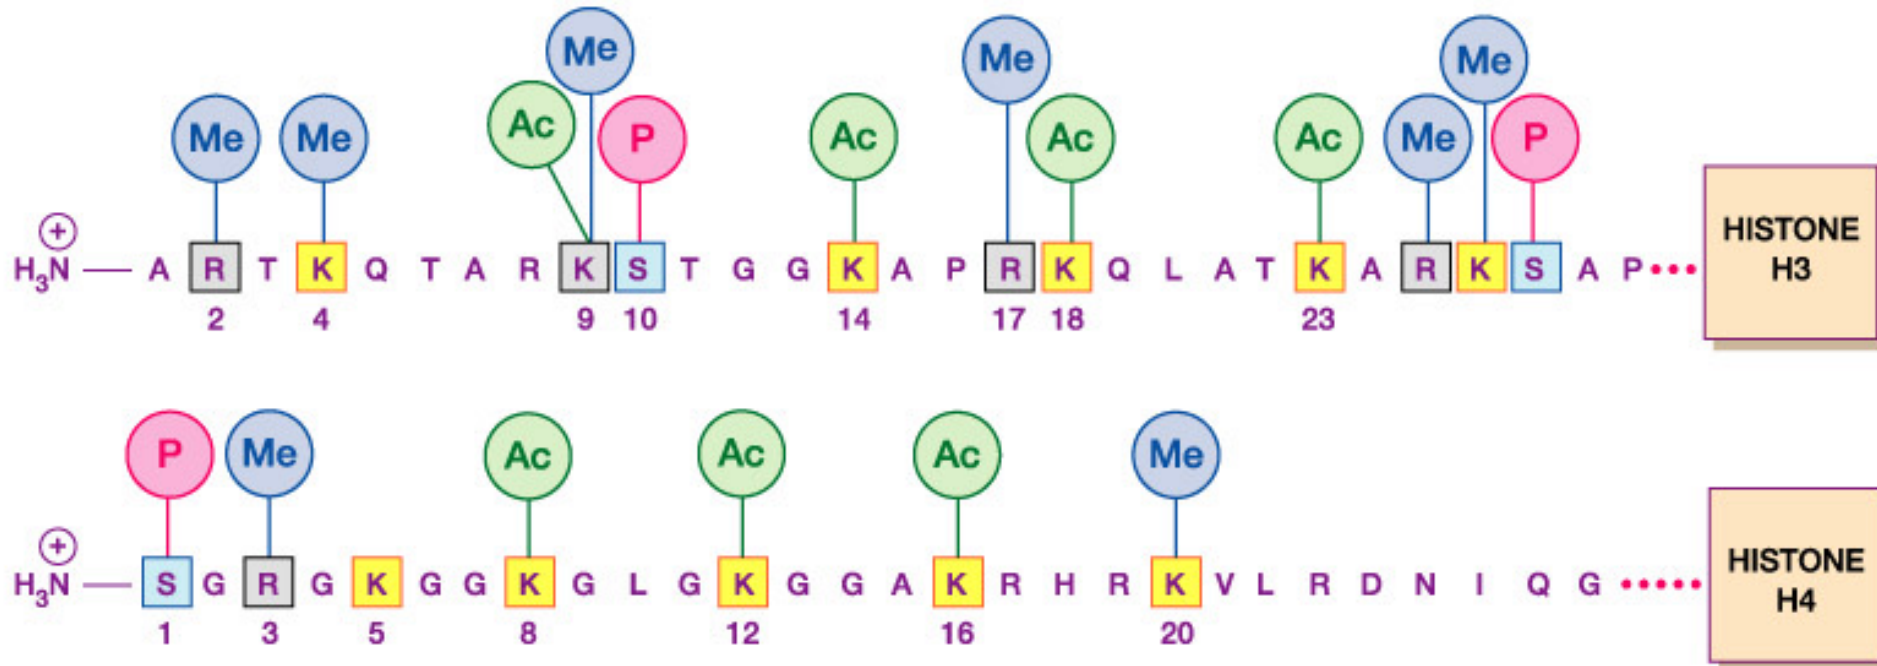 Me Me Ac Me P Ac Me Ac Ac Me Me P
+
H3N A R T K Q T A R K S T G G K A P R K Q L A T K A R K S A P HISTONE H3
2 4 9 10 14 17 18 23
P Me Ac Ac Ac Me
+
H3N S G R G K G G K G L G K G G A K R H R K V L R D N I Q G HISTONE H4
1 3 5 8 12 16 20